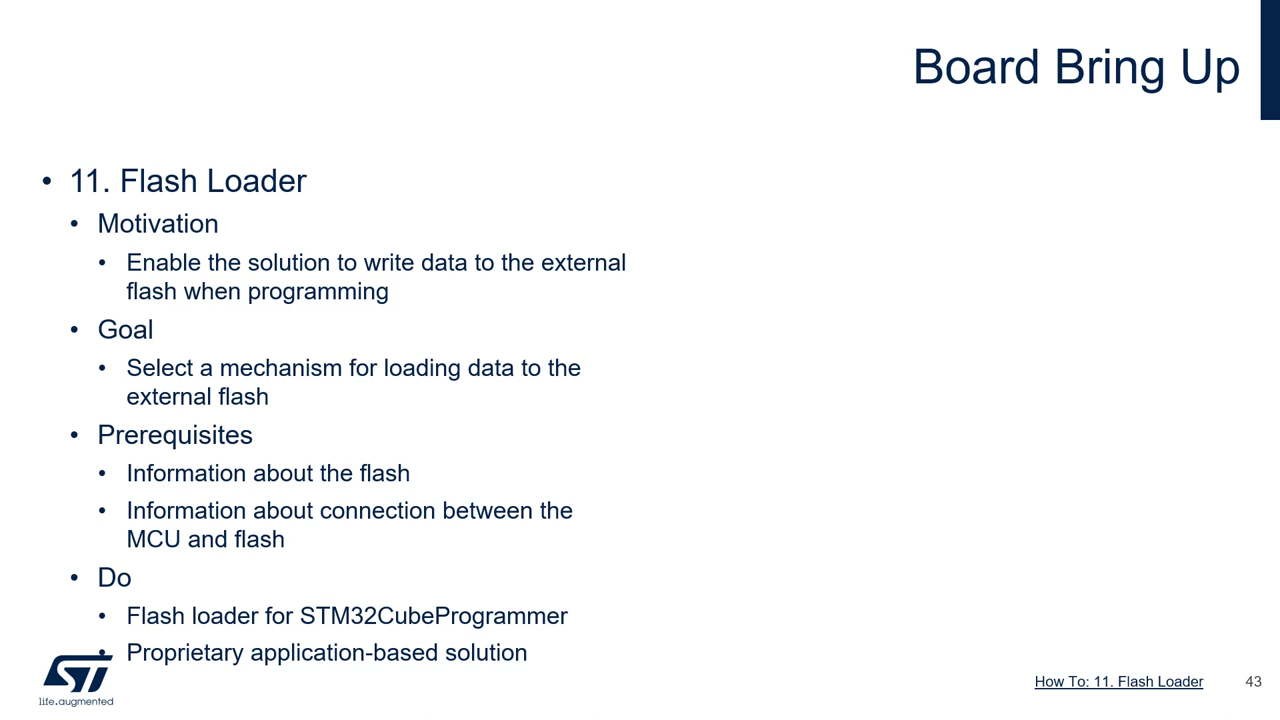 Board Bring Up
• 11. Flash Loader
• Motivation
• Enable the solution to write data to the external
flash when programming
• Goal
• Select a mechanism for loading data to the
external flash
• Prerequisites
• Information about the flash
• Information about connection between the
MCU and flash
• Do
• Flash loader for STM32CubeProgrammer
• Proprietary application-based solution
ST
life.augmented
How To: 11. Flash Loader
43